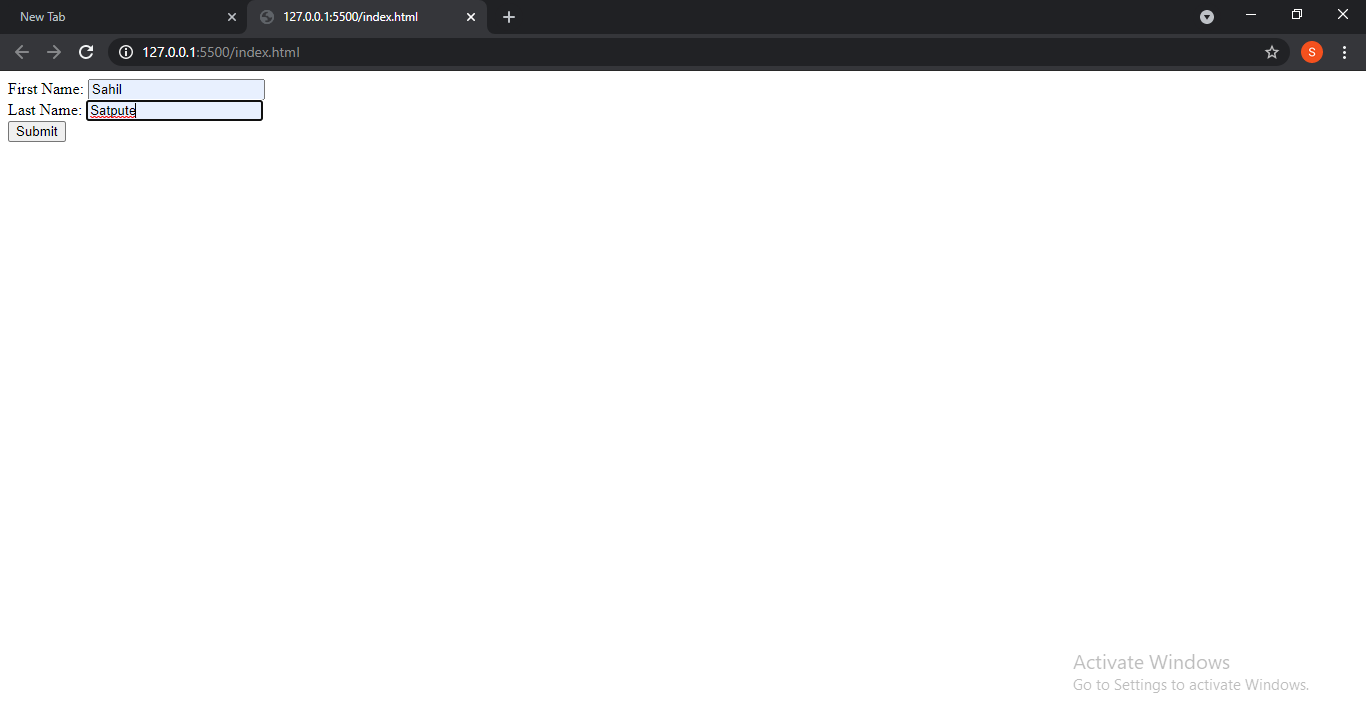 New Tab
127.0.0.1:5500/index.html
S
127.0.0.1:5500/index.html
First Name: Sahil
Last Name: Satpute
Submit
Activate Windows
Go to Settings to activate Windows.